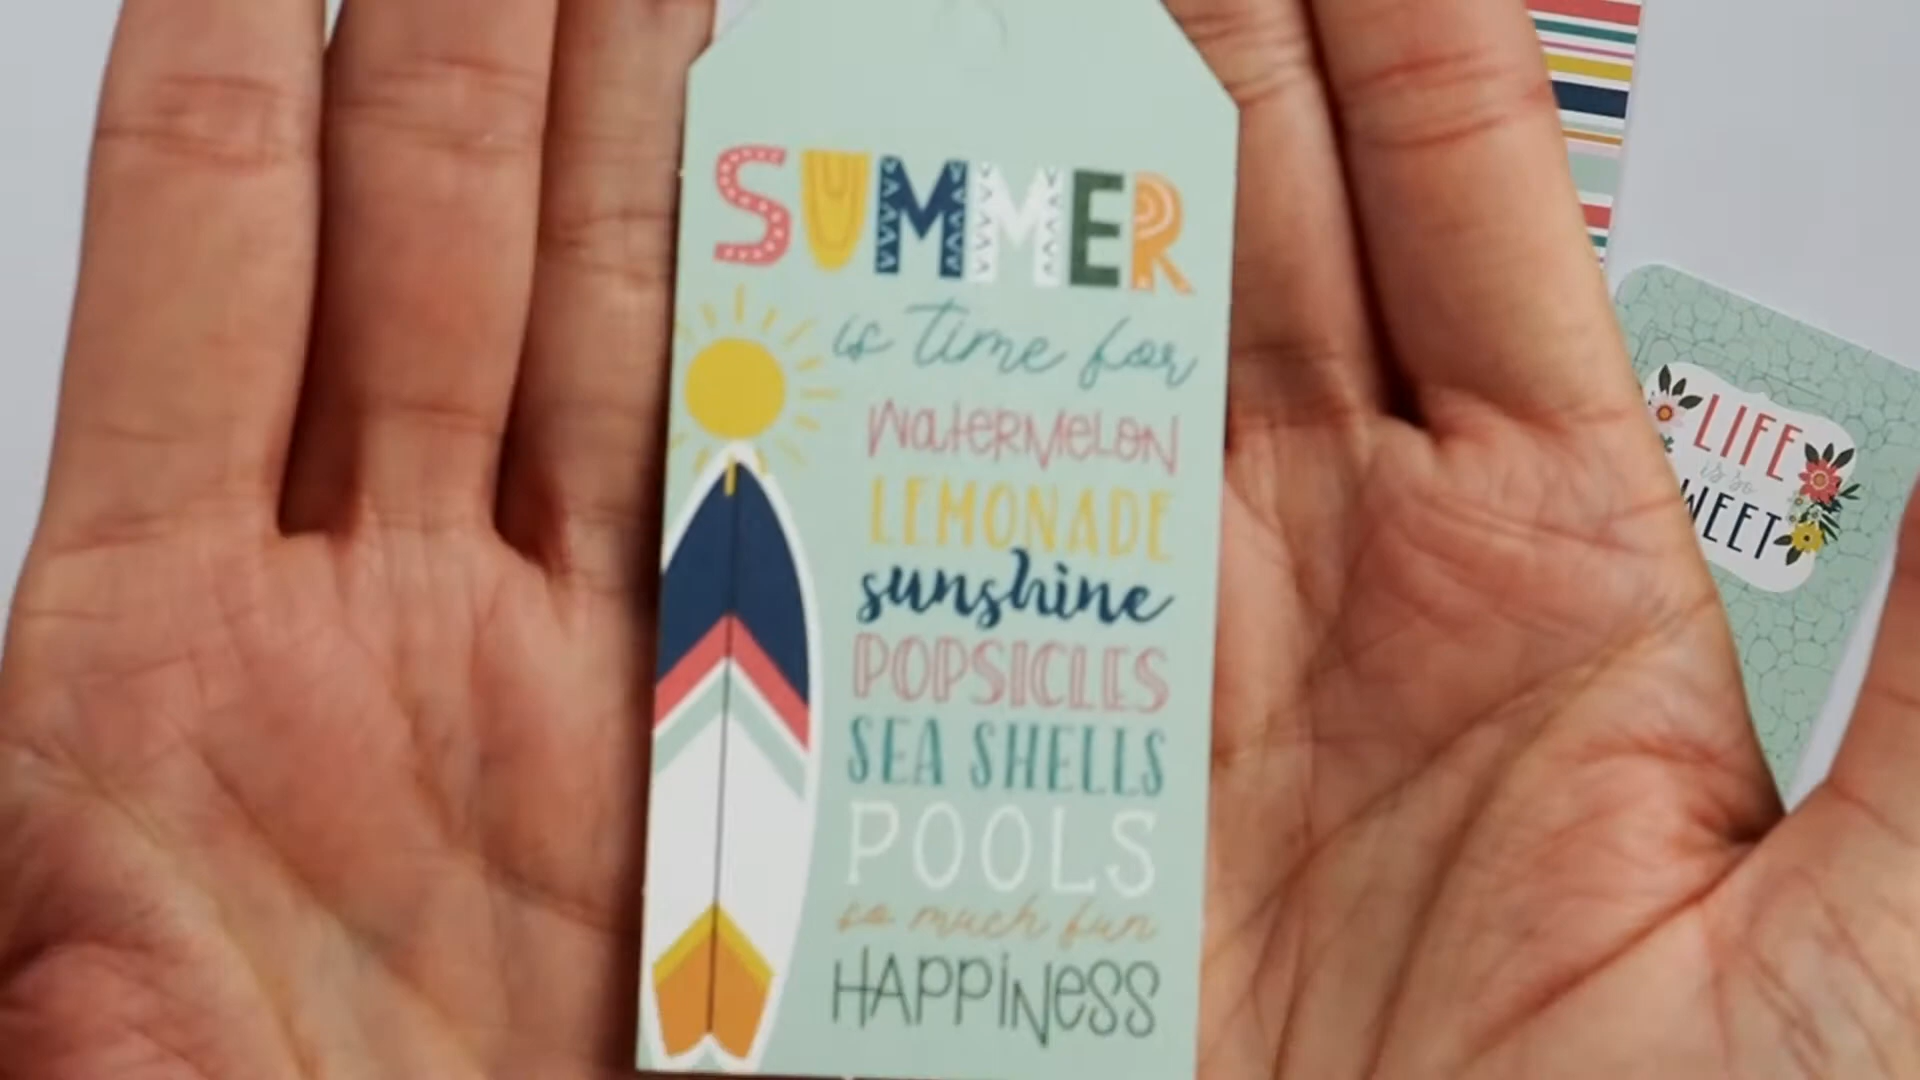 SUMMER
is time for
WATERMELON
LEMONADE
sunshine
POPSICLES
SEA SHELLS
POOLS
so much fun
HAPPINESS
LIFE
is so
WEET